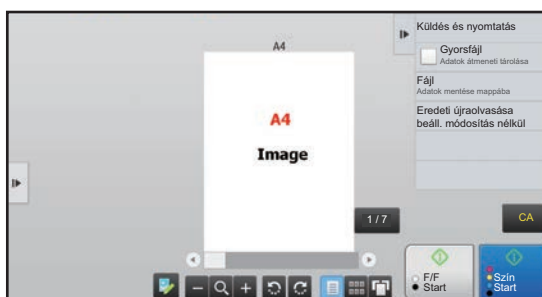 A4
A4
Image
1 / 7
Küldés és nyomtatás
Gyorsfájl
Adatok átmeneti tárolása
Fájl
Adatok mentése mappába
Eredeti újraolvasása
beáll. módosítás nélkül
CA
F/F
Start
Szín
Start